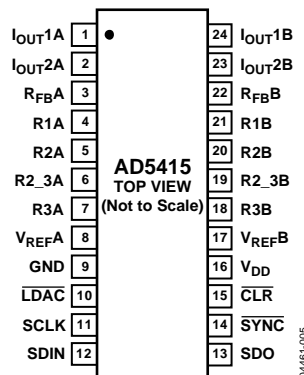 IOUT1A 1 24 IOUT1B
IOUT2A 2 23 IOUT2B
RFBA 3 22 RFBB
R1A 4 21 R1B
R2A 5 20 R2B
R2_3A 6 19 R2_3B
R3A 7 18 R3B
VREFA 8 17 VREFB
GND 9 16 VDD
LDAC 10 15 CLR
SCLK 11 14 SYNC
SDIN 12 13 SDO
AD5415
TOP VIEW
(Not to Scale)
04461-005